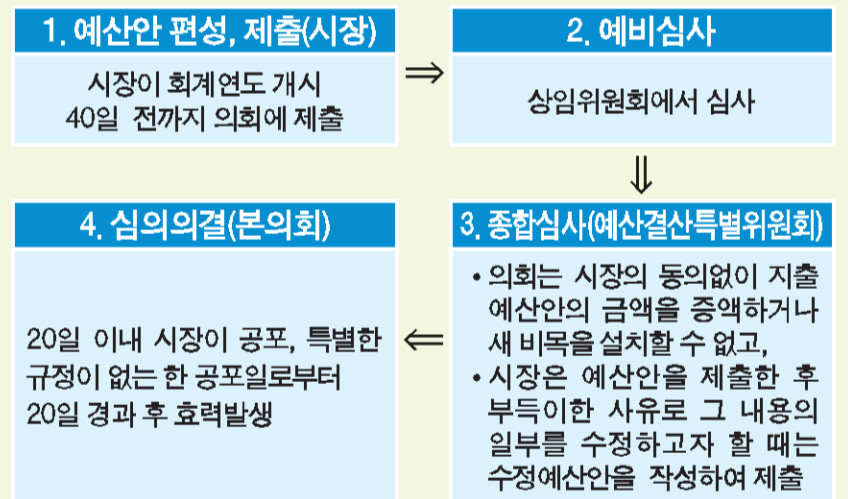 1. 예산안 편성, 제출(시장)
시장이 회계연도 개시
40일 전까지 의회에 제출
⇒
2. 예비심사
상임위원회에서 심사
⇓
3. 종합심사(예산결산특별위원회)
• 의회는 시장의 동의없이 지출
예산안의 금액을 증액하거나
새 비목을 설치할 수 없고,
• 시장은 예산안을 제출한 후
부득이한 사유로 그 내용의
일부를 수정하고자 할 때는
수정예산안을 작성하여 제출
⇐
4. 심의의결(본의회)
20일 이내 시장이 공포, 특별한
규정이 없는 한 공포일로부터
20일 경과 후 효력발생